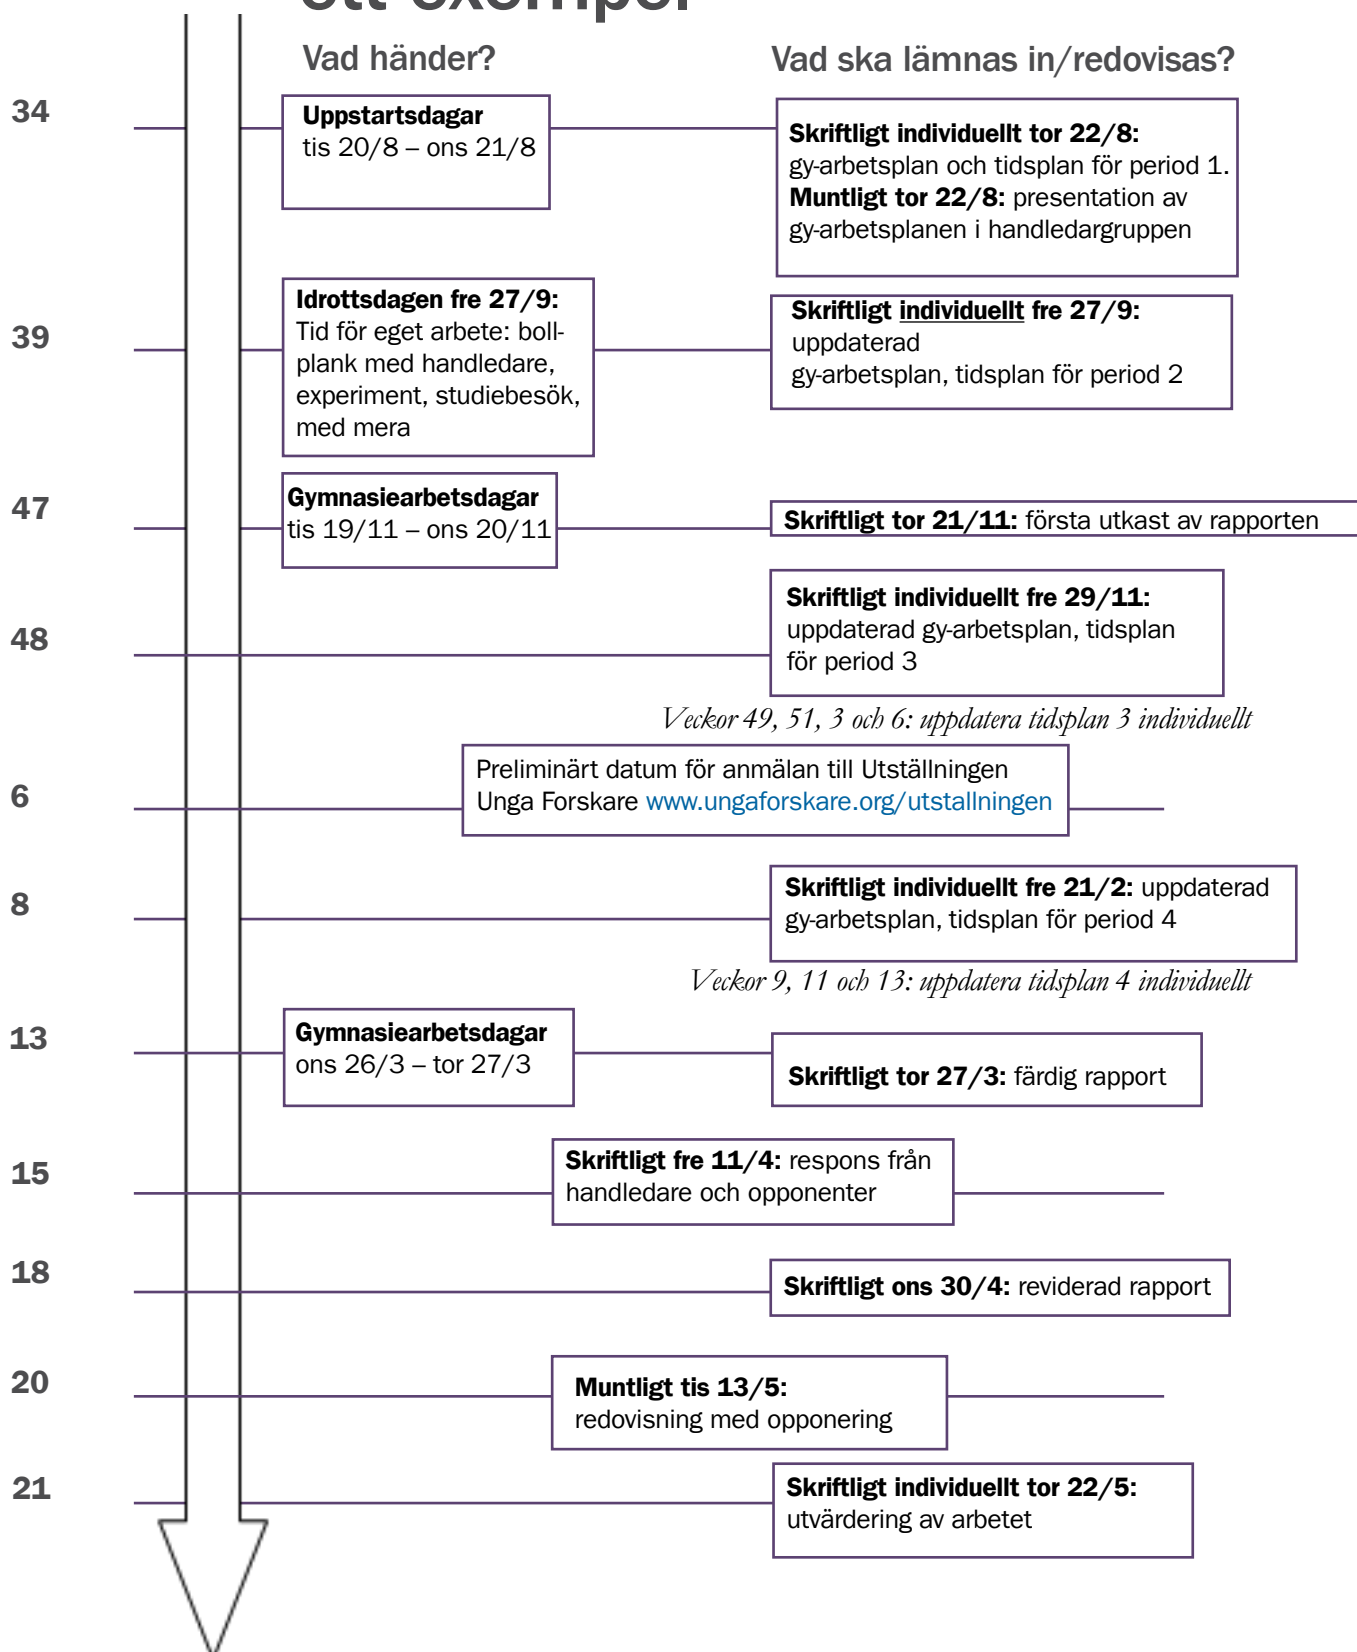 ett exempel
Vad händer?
Vad ska lämnas in/redovisas?
34
Uppstartsdagar
tis 20/8 – ons 21/8
Skriftligt individuellt tor 22/8:
gy-arbetsplan och tidsplan för period 1.
Muntligt tor 22/8: presentation av
gy-arbetsplanen i handledargruppen
39
Idrottsdagen fre 27/9:
Tid för eget arbete: boll-
plank med handledare,
experiment, studiebesök,
med mera
Skriftligt individuellt fre 27/9:
uppdaterad
gy-arbetsplan, tidsplan för period 2
47
Gymnasiearbetsdagar
tis 19/11 – ons 20/11
Skriftligt tor 21/11: första utkast av rapporten
48
Skriftligt individuellt fre 29/11:
uppdaterad gy-arbetsplan, tidsplan
för period 3
Veckor 49, 51, 3 och 6: uppdatera tidsplan 3 individuellt
6
Preliminärt datum för anmälan till Utställningen
Unga Forskare www.ungaforskare.org/utstallningen
8
Skriftligt individuellt fre 21/2: uppdaterad
gy-arbetsplan, tidsplan för period 4
Veckor 9, 11 och 13: uppdatera tidsplan 4 individuellt
13
Gymnasiearbetsdagar
ons 26/3 – tor 27/3
Skriftligt tor 27/3: färdig rapport
15
Skriftligt fre 11/4: respons från
handledare och opponenter
18
Skriftligt ons 30/4: reviderad rapport
20
Muntligt tis 13/5:
redovisning med opponering
21
Skriftligt individuellt tor 22/5:
utvärdering av arbetet